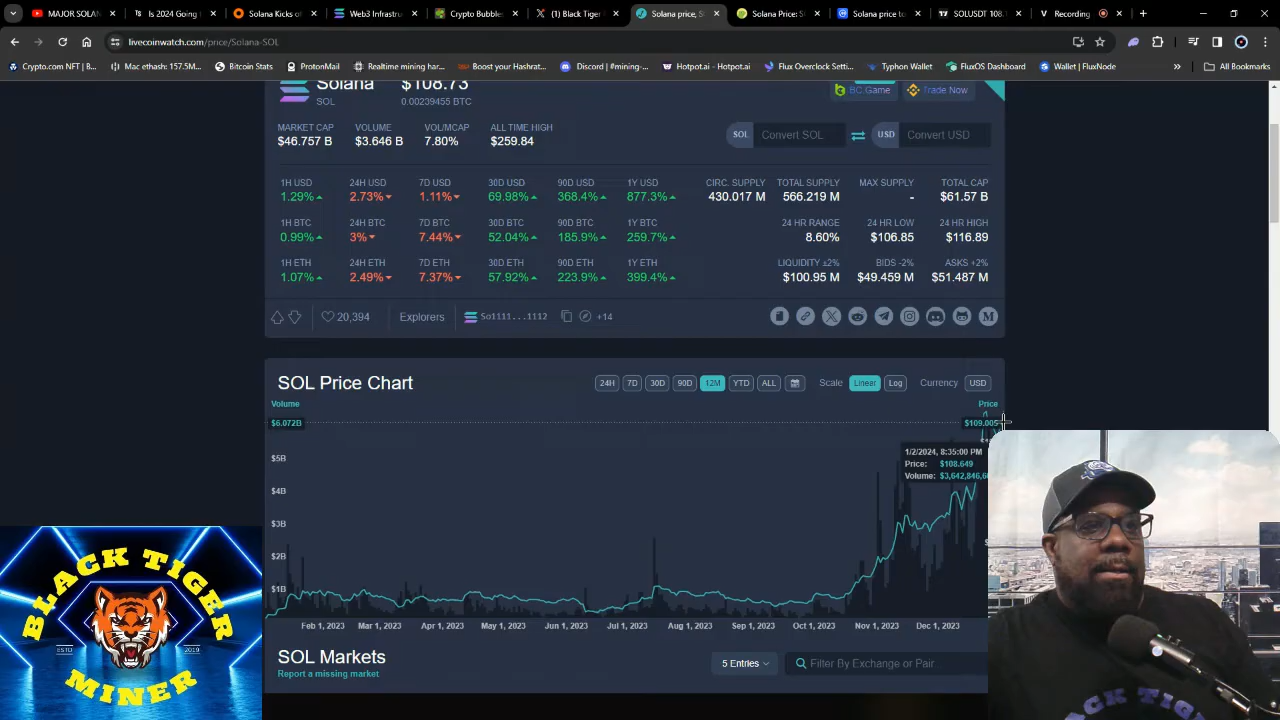 MAJOR SOLAN
Is 2024 Going
Solana Kicks o
Web3 Infrastru
Crypto Bubble
(1) Black Tiger
Solana price, S
Solana Price: S
Solana price to
SOLUSDT 108.
Recording
livecoinwatch.com/price/Solana-SOL
Crypto.com NFT | B...
Mac ethash: 157.5M...
Bitcoin Stats
ProtonMail
Realtime mining har...
Boost your Hashrat...
Discord | #mining-...
Hotpot.ai - Hotpot.ai
Flux Overclock Setti...
Typhon Wallet
FluxOS Dashboard
Wallet | FluxNode
All Bookmarks
Solana $108.73
SOL 0.00239455 BTC
BC.Game Trade Now
MARKET CAP VOLUME VOL/MCAP ALL TIME HIGH
$46.757 B $3.646 B 7.80% $259.84
SOL Convert SOL USD Convert USD
1H USD 24H USD 7D USD 30D USD 90D USD 1Y USD CIRC. SUPPLY TOTAL SUPPLY MAX SUPPLY TOTAL CAP
1.29% 2.73% 1.11% 69.98% 368.4% 877.3% 430.017 M 566.219 M - $61.57 B
1H BTC 24H BTC 7D BTC 30D BTC 90D BTC 1Y BTC 24 HR RANGE 24 HR LOW 24 HR HIGH
0.99% 3% 7.44% 52.04% 185.9% 259.7% 8.60% $106.85 $116.89
1H ETH 24H ETH 7D ETH 30D ETH 90D ETH 1Y ETH LIQUIDITY ±2% BIDS -2% ASKS +2%
1.07% 2.49% 7.37% 57.92% 223.9% 399.4% $100.95 M $49.459 M $51.487 M
20,394 Explorers So1111...1112 +14
SOL Price Chart 24H 7D 30D 90D 12M YTD ALL Scale Linear Log Currency USD
Volume Price
$6.072B $109.005
1/2/2024, 8:35:00 PM
Price: $108.649
Volume: $3,642,846,6
$5B
$4B
$3B
$2B
$1B
Feb 1, 2023 Mar 1, 2023 Apr 1, 2023 May 1, 2023 Jun 1, 2023 Jul 1, 2023 Aug 1, 2023 Sep 1, 2023 Oct 1, 2023 Nov 1, 2023 Dec 1, 2023
SOL Markets 5 Entries Filter By Exchange or Pair
Report a missing market
BLACK TIGER
ESTD 2019
MINER
BLACK TIGER